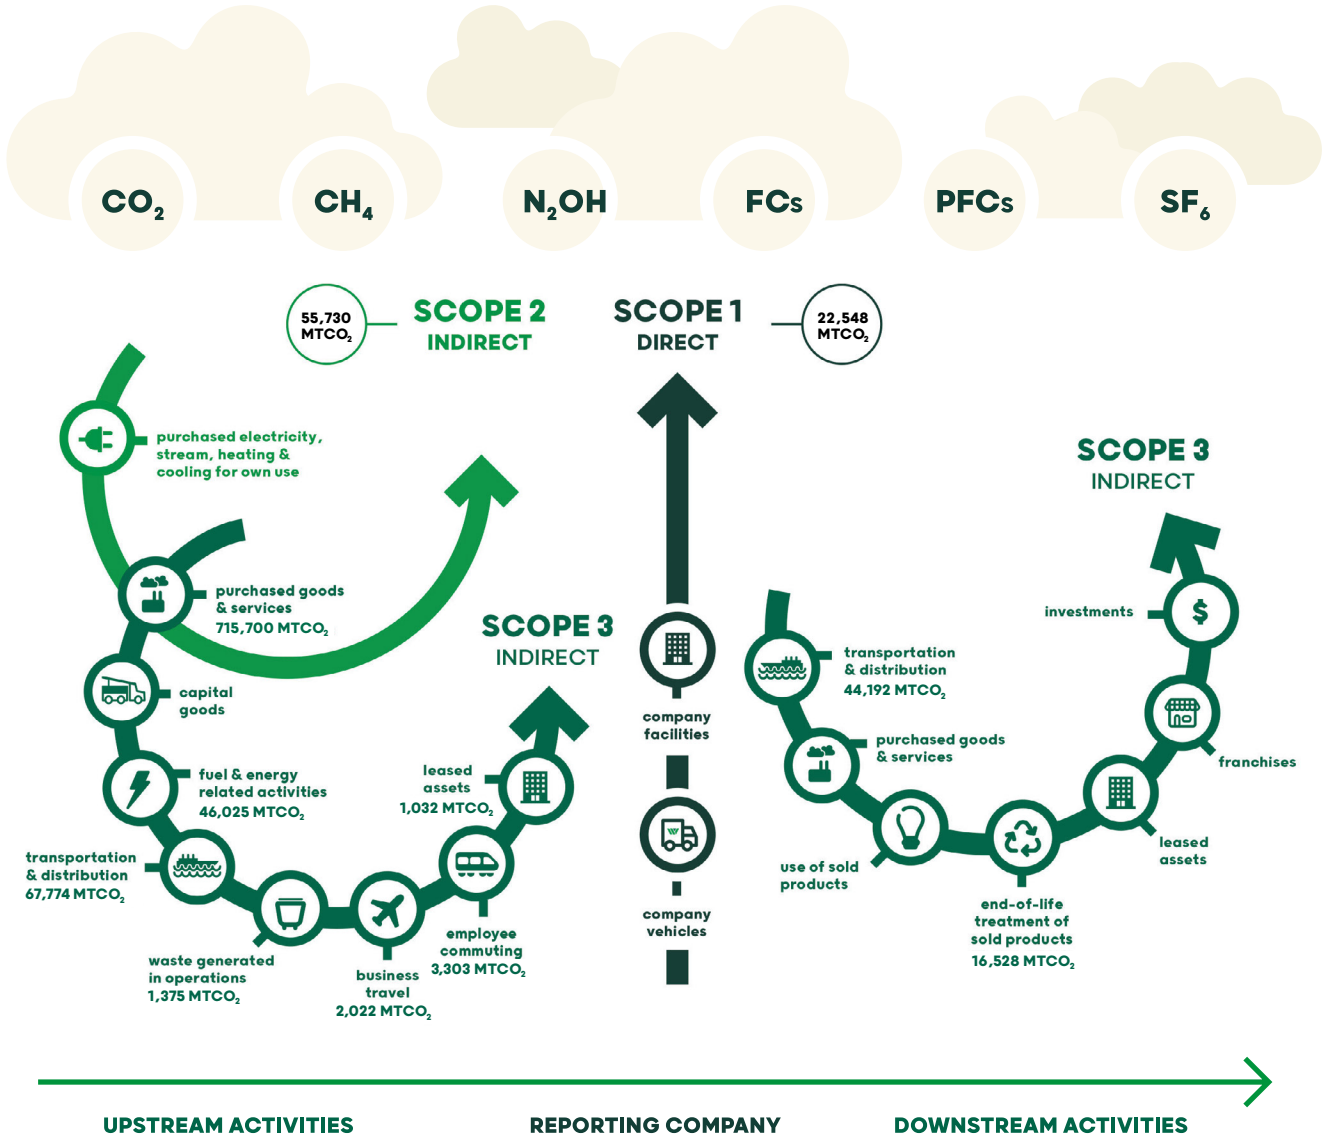 CO₂
CH₄
N₂OH
FCs
PFCs
SF₆
55,730
MTCO₂
SCOPE 2
INDIRECT
SCOPE 1
DIRECT
22,548
MTCO₂
purchased electricity,
stream, heating &
cooling for own use
purchased goods
& services
715,700 MTCO₂
capital
goods
fuel & energy
related activities
46,025 MTCO₂
transportation
& distribution
67,774 MTCO₂
waste generated
in operations
1,375 MTCO₂
business
travel
2,022 MTCO₂
employee
commuting
3,303 MTCO₂
leased
assets
1,032 MTCO₂
SCOPE 3
INDIRECT
company
facilities
company
vehicles
SCOPE 3
INDIRECT
transportation
& distribution
44,192 MTCO₂
purchased goods
& services
use of sold
products
end-of-life
treatment of
sold products
16,528 MTCO₂
leased
assets
franchises
investments
$
UPSTREAM ACTIVITIES
REPORTING COMPANY
DOWNSTREAM ACTIVITIES